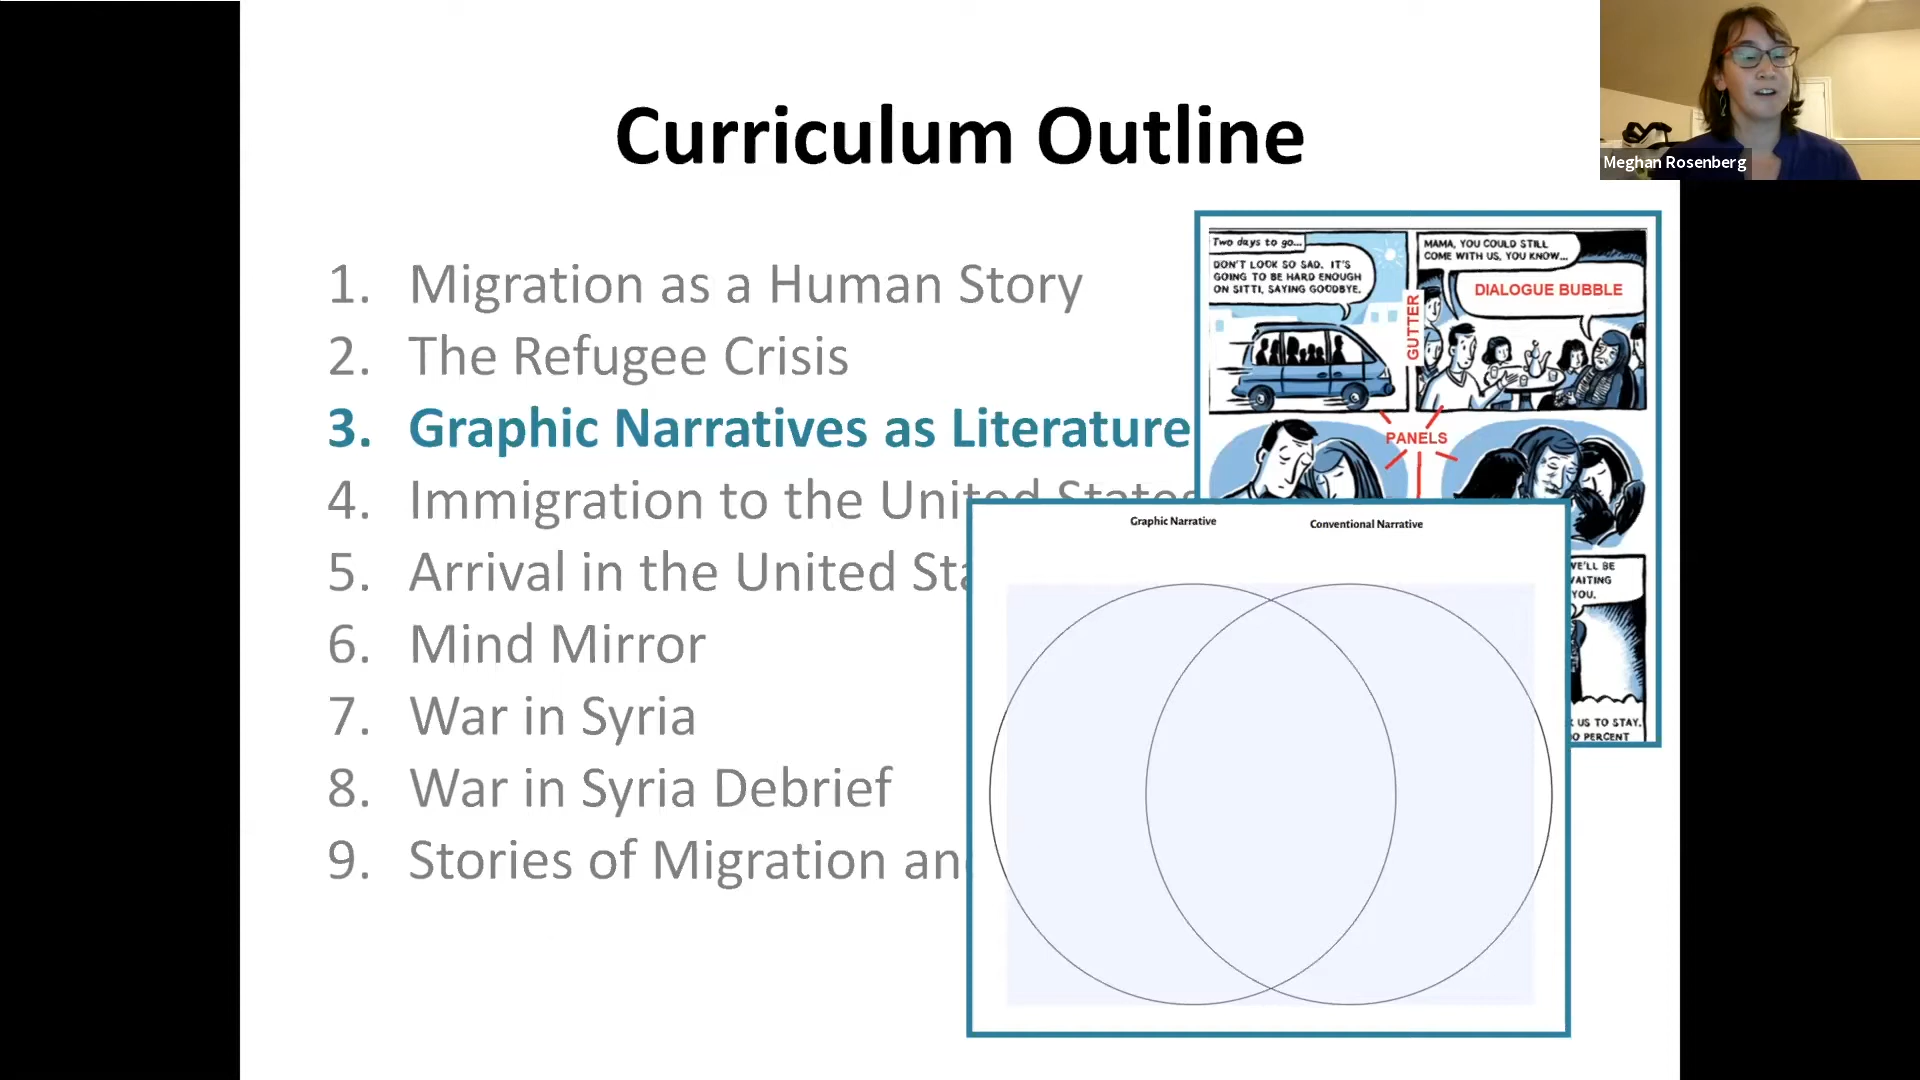 Curriculum Outline
Meghan Rosenberg
1. Migration as a Human Story
2. The Refugee Crisis
3. Graphic Narratives as Literature
4. Immigration to the United States
5. Arrival in the United Sta
6. Mind Mirror
7. War in Syria
8. War in Syria Debrief
9. Stories of Migration an
Two days to go...
DON'T LOOK SO SAD. IT'S
GOING TO BE HARD ENOUGH
ON SITTI, SAYING GOODBYE.
MAMA, YOU COULD STILL
COME WITH US, YOU KNOW...
DIALOGUE BUBBLE
GUTTER
PANELS
WE'LL BE
WAITING
YOU.
US TO STAY.
PERCENT
Graphic Narrative
Conventional Narrative